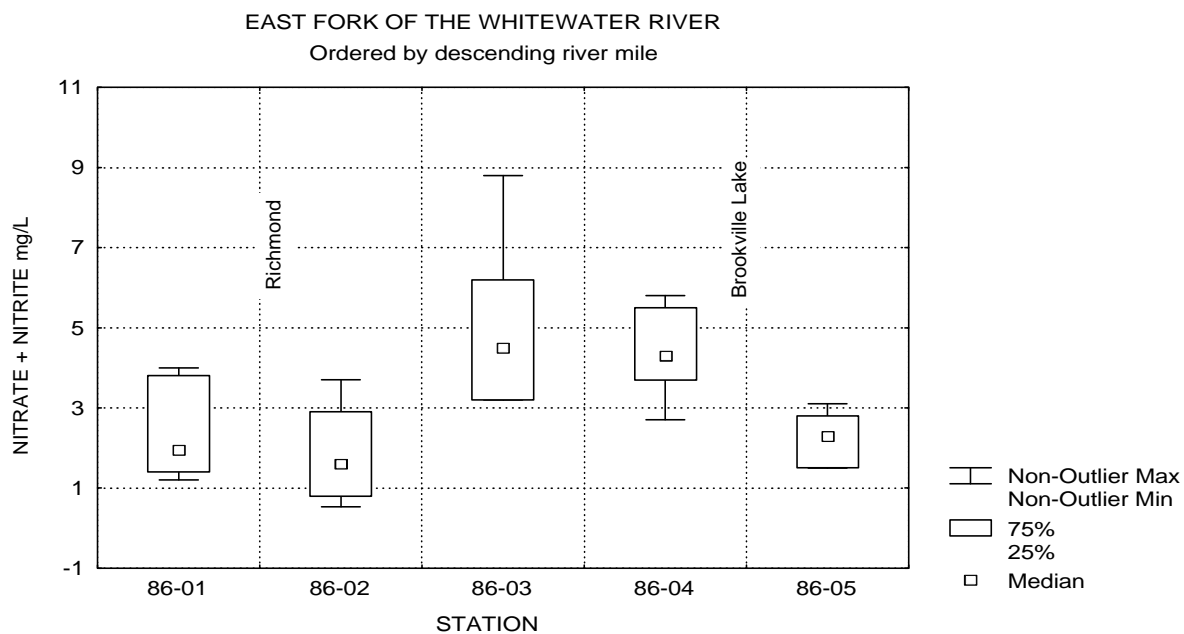 EAST FORK OF THE WHITEWATER RIVER
Ordered by descending river mile
11
9
7
5
3
1
-1
NITRATE + NITRITE mg/L
Richmond
Brookville Lake
86-01 86-02 86-03 86-04 86-05
STATION
Non-Outlier Max
Non-Outlier Min
75%
25%
Median